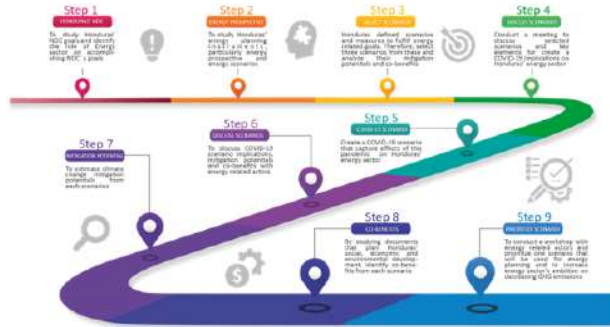 Step 1
HONDURAS' NDC
To study Honduras'
NDC goals and identify
the role of Energy
sector on accomplishing
NDC's goals
Step 2
ENERGY PROSPECTIVE
To study Honduras'
energy planning
instruments,
particularly energy
prospective and
energy scenarios
Step 3
SELECT SCENARIOS
Honduras defined scenarios
and measures to fulfill energy
related goals. Therefore, select
three scenarios from these and
analyze their mitigation
potentials and co-benefits
Step 4
DISCUSS SCENARIOS
Conduct a meeting to
discuss selected
scenarios and key
elements for create a
COVID-19 implications on
Honduras' energy sector
Step 5
COVID-19 SCENARIO
Create a COVID-19 scenario
that capture effects of this
pandemic on Honduras'
energy sector
Step 6
DISCUSS SCENARIOS
To discuss COVID-19
scenario implications,
mitigation potentials
and co-benefits with
energy related actors
Step 7
MITIGATION POTENTIAL
To estimate climate
change mitigation
potentials from
each scenarios
Step 8
CO-BENEFITS
By studying documents
that plan Honduras'
social, economic and
environmental develop-
ment, identify co-bene-
fits from each scenario
Step 9
PRIORITIZE SCENARIO
To conduct a workshop with
energy related actors and
prioritize one scenario that
will be used for energy
planning and to increase
energy sector's ambition on
decreasing GHG emissions